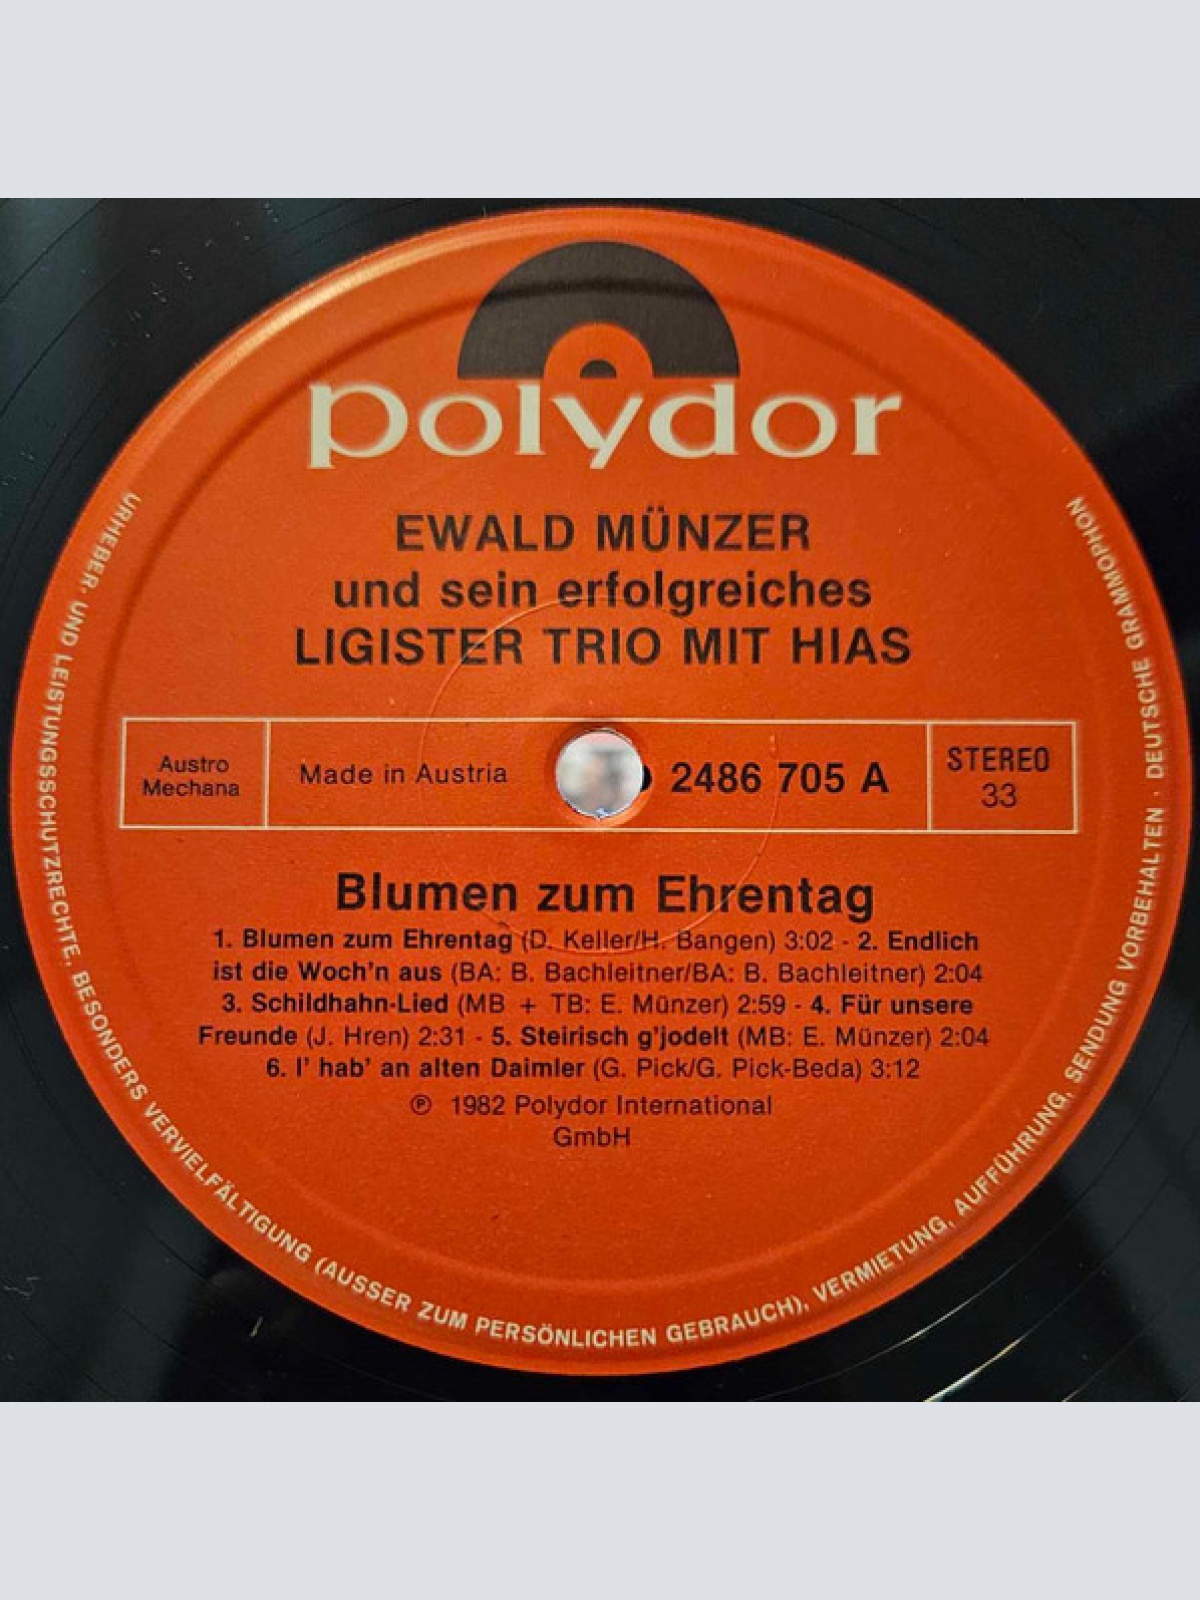 polydor
EWALD MÜNZER
und sein erfolgreiches
LIGISTER TRIO MIT HIAS
Austro
Mechana
Made in Austria
2486 705 A
STEREO
33
Blumen zum Ehrentag
1. Blumen zum Ehrentag (D. Keller/H. Bangen) 3:02 - 2. Endlich
ist die Woch'n aus (BA: B. Bachleitner/BA: B. Bachleitner) 2:04
3. Schildhahn-Lied (MB + TB: E. Münzer) 2:59 - 4. Für unsere
Freunde (J. Hren) 2:31 - 5. Steirisch g'jodelt (MB: E. Münzer) 2:04
6. I' hab' an alten Daimler (G. Pick/G. Pick-Beda) 3:12
℗ 1982 Polydor International
GmbH
URHEBER- UND LEISTUNGSSCHUTZRECHTE, BESONDERS VERVIELFÄLTIGUNG (AUSSER ZUM PERSÖNLICHEN GEBRAUCH), VERMIETUNG, AUFFÜHRUNG, SENDUNG VORBEHALTEN · DEUTSCHE GRAMMOPHON